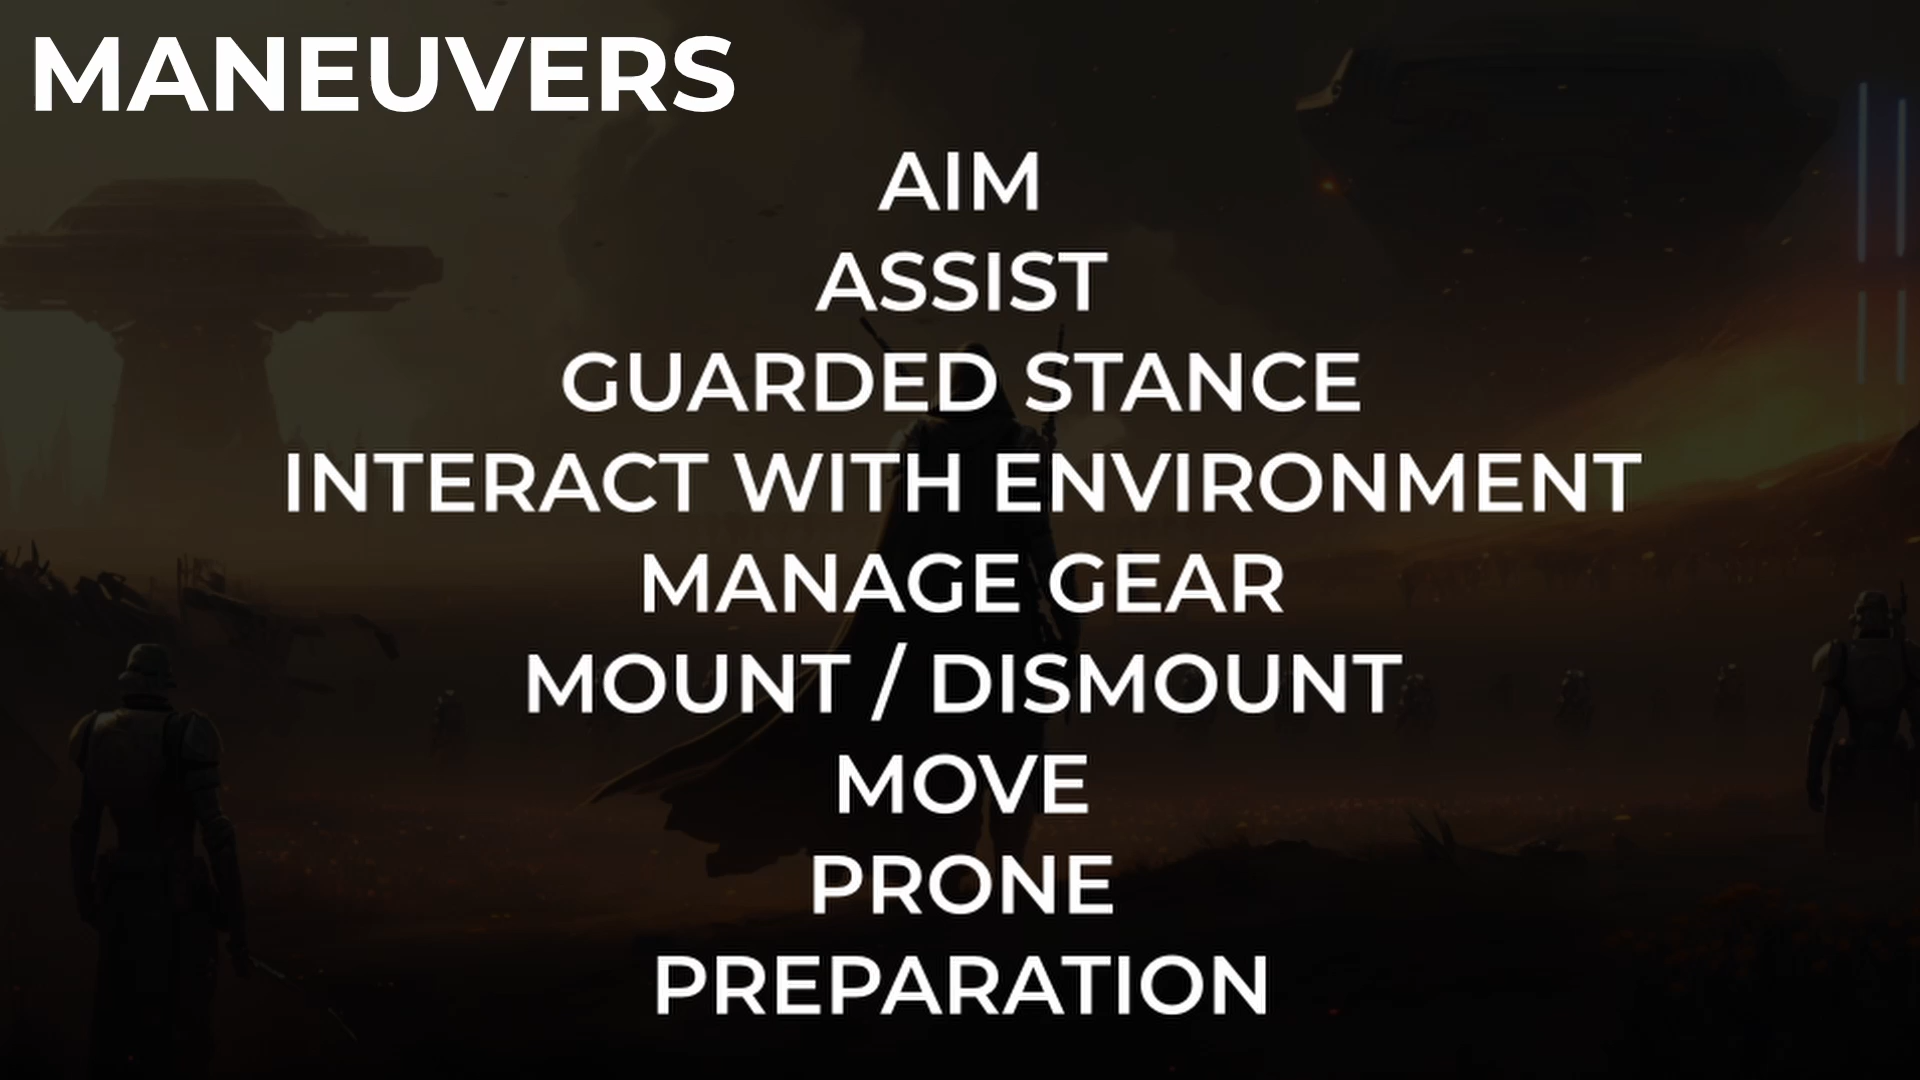 MANEUVERS
AIM
ASSIST
GUARDED STANCE
INTERACT WITH ENVIRONMENT
MANAGE GEAR
MOUNT / DISMOUNT
MOVE
PRONE
PREPARATION